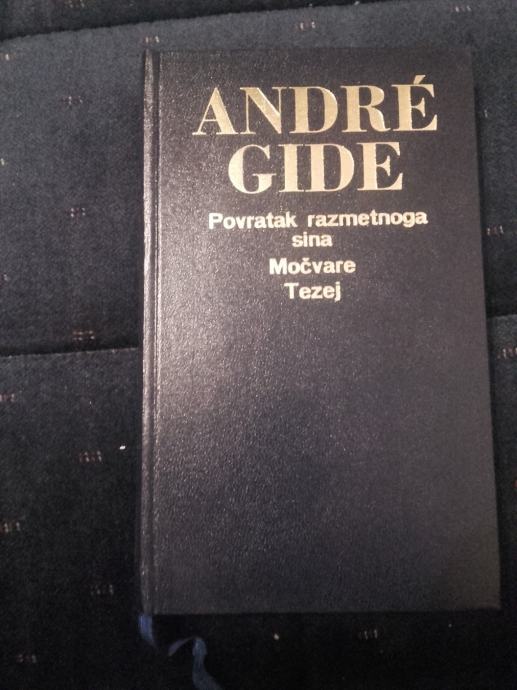 ANDRÉ
GIDE
Povratak razmetnoga
sina
Močvare
Tezej